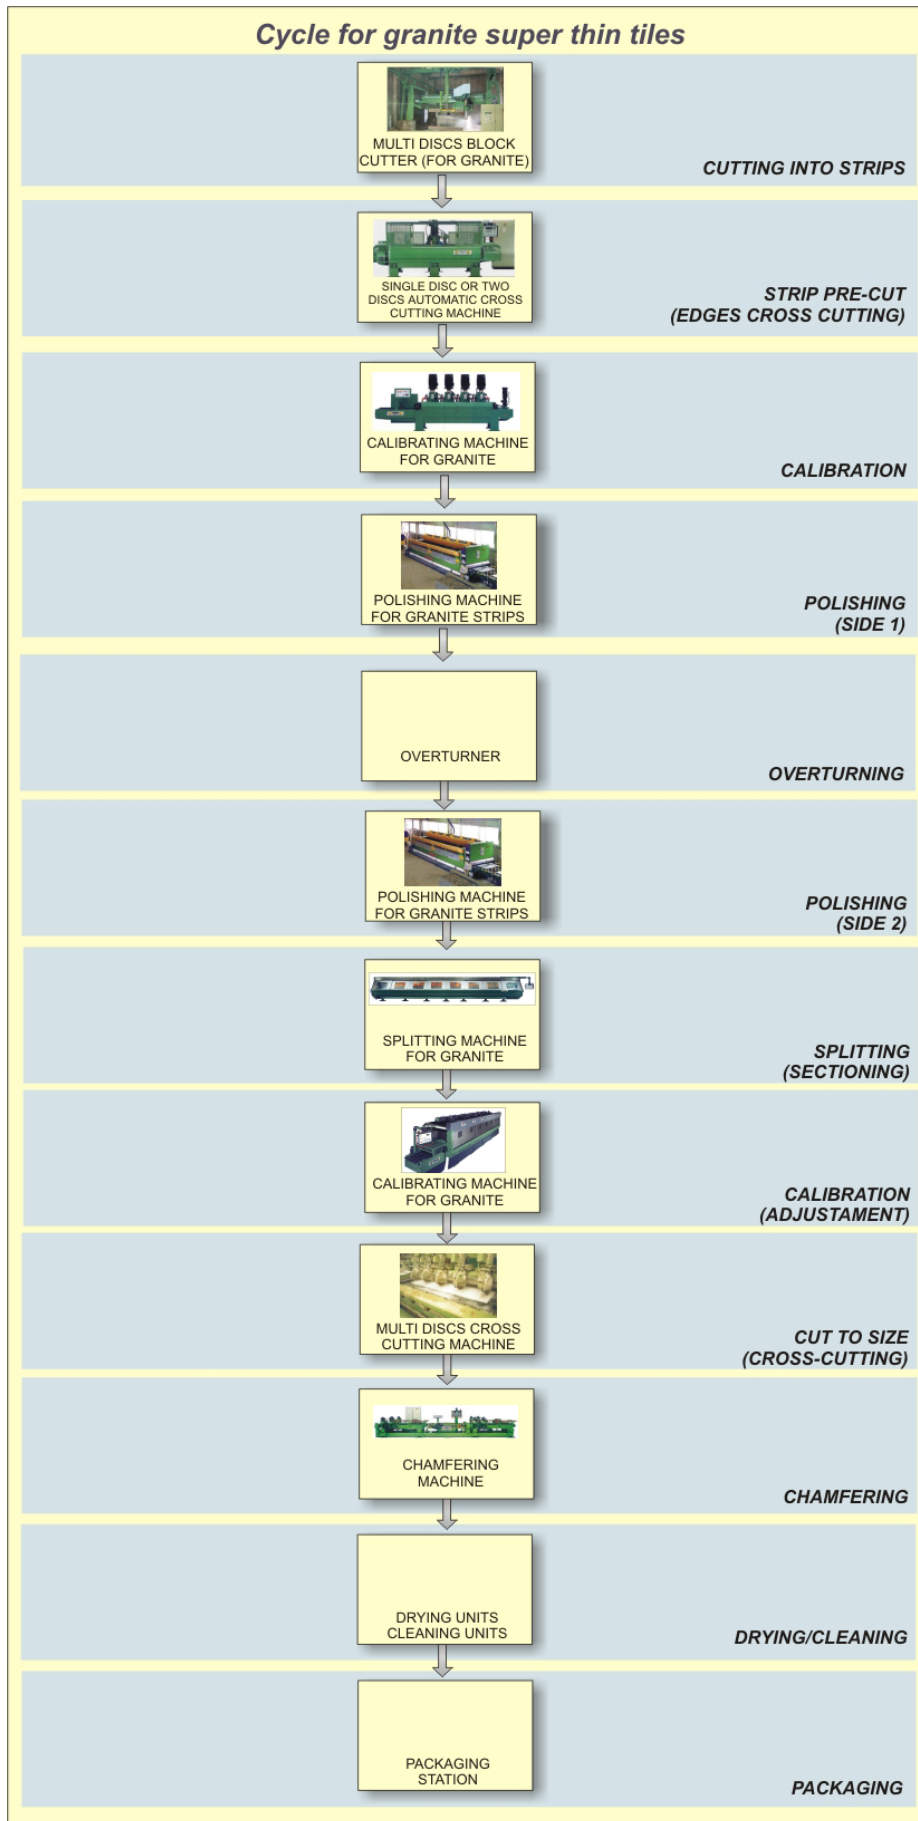 Cycle for granite super thin tiles
MULTI DISCS BLOCK
CUTTER (FOR GRANITE)
CUTTING INTO STRIPS
SINGLE DISC OR TWO
DISCS AUTOMATIC CROSS
CUTTING MACHINE
STRIP PRE-CUT
(EDGES CROSS CUTTING)
CALIBRATING MACHINE
FOR GRANITE
CALIBRATION
POLISHING MACHINE
FOR GRANITE STRIPS
POLISHING
(SIDE 1)
OVERTURNER
OVERTURNING
POLISHING MACHINE
FOR GRANITE STRIPS
POLISHING
(SIDE 2)
SPLITTING MACHINE
FOR GRANITE
SPLITTING
(SECTIONING)
CALIBRATING MACHINE
FOR GRANITE
CALIBRATION
(ADJUSTAMENT)
MULTI DISCS CROSS
CUTTING MACHINE
CUT TO SIZE
(CROSS-CUTTING)
CHAMFERING
MACHINE
CHAMFERING
DRYING UNITS
CLEANING UNITS
DRYING/CLEANING
PACKAGING
STATION
PACKAGING